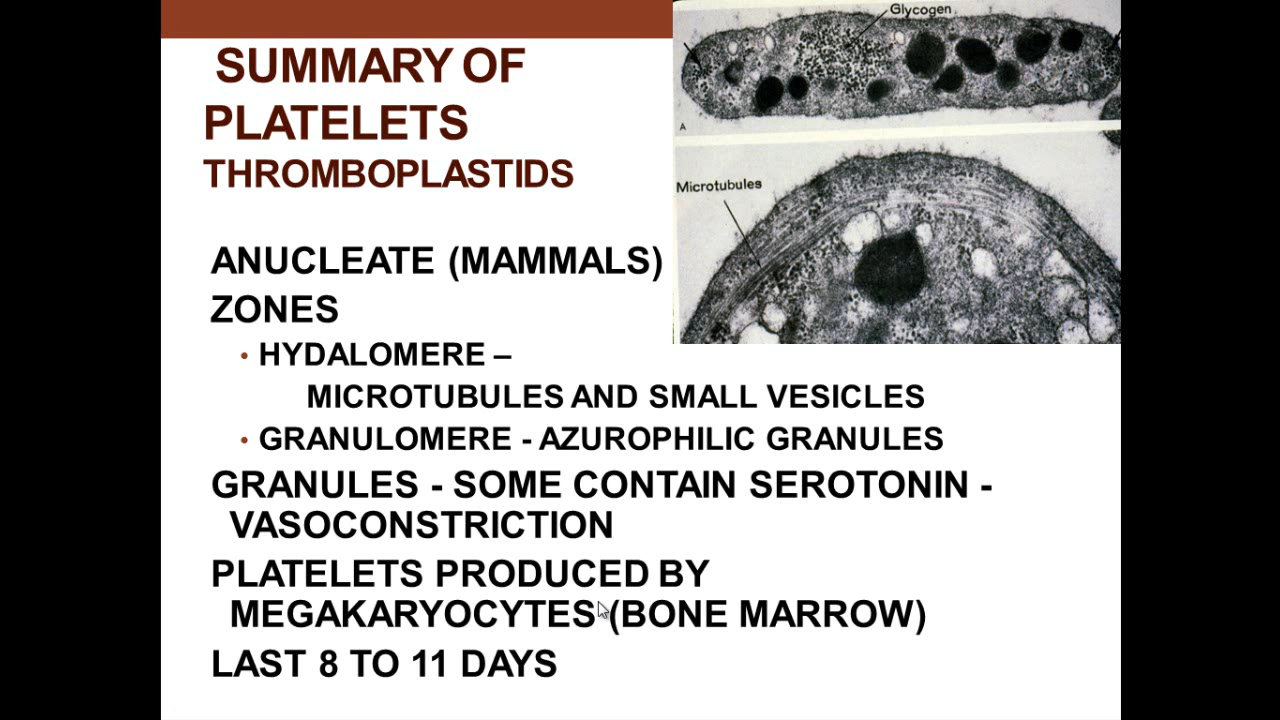 SUMMARY OF
PLATELETS
THROMBOPLASTIDS
Glycogen
A
Microtubules
ANUCLEATE (MAMMALS)
ZONES
• HYDALOMERE –
MICROTUBULES AND SMALL VESICLES
• GRANULOMERE - AZUROPHILIC GRANULES
GRANULES - SOME CONTAIN SEROTONIN -
VASOCONSTRICTION
PLATELETS PRODUCED BY
MEGAKARYOCYTES (BONE MARROW)
LAST 8 TO 11 DAYS